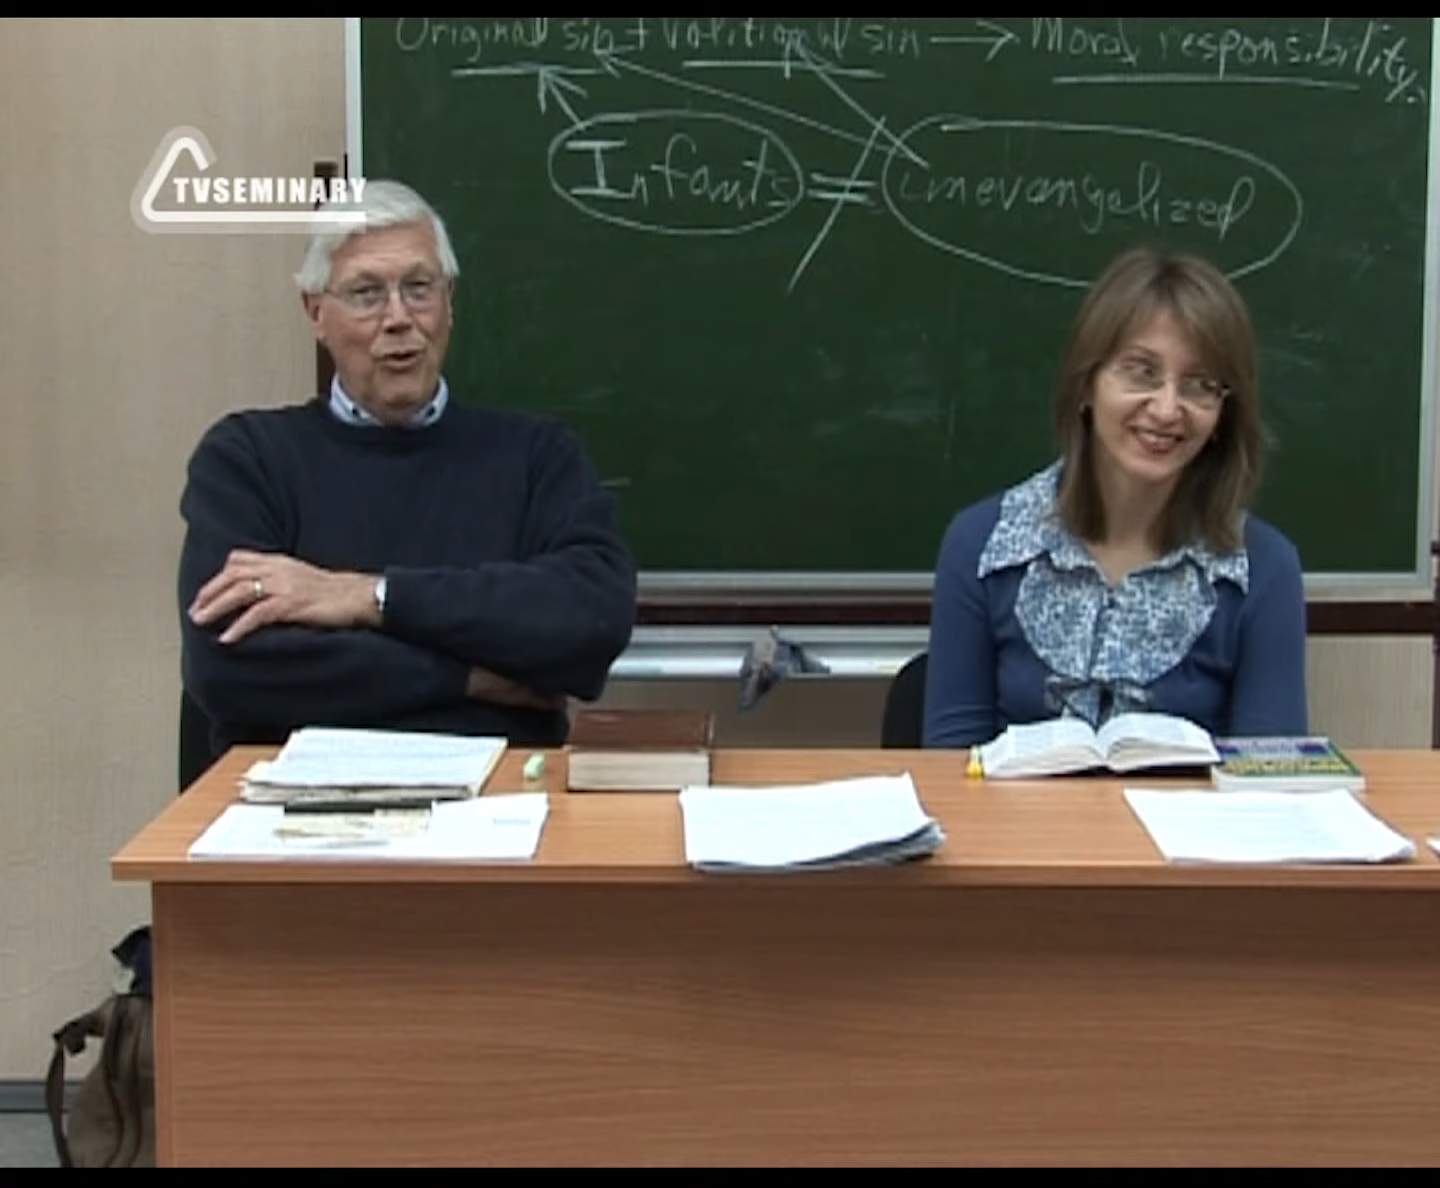 Original sin + Volitional sin → Moral responsibility.
Infants ≠ unevangelized
TVSEMINARY